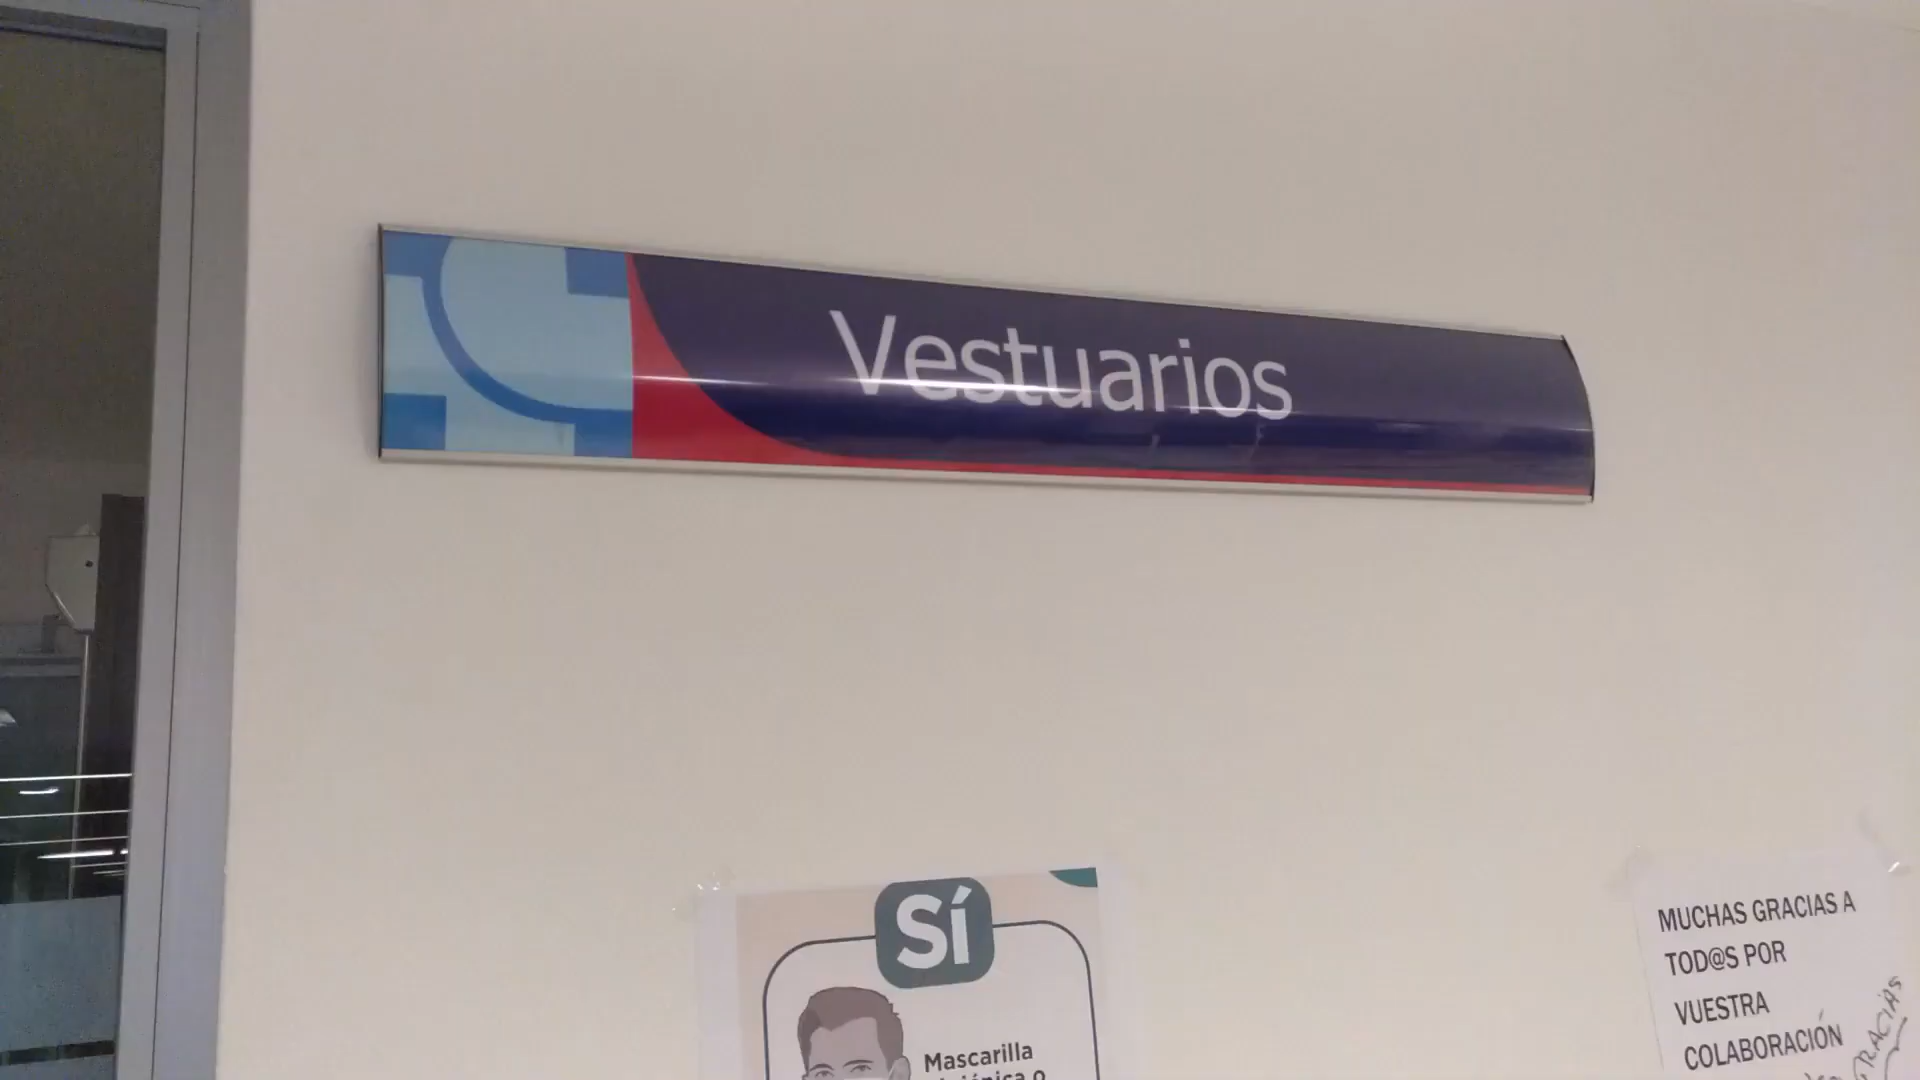 Vestuarios
SÍ
Mascarilla
MUCHAS GRACIAS A
TOD@S POR
VUESTRA
COLABORACIÓN